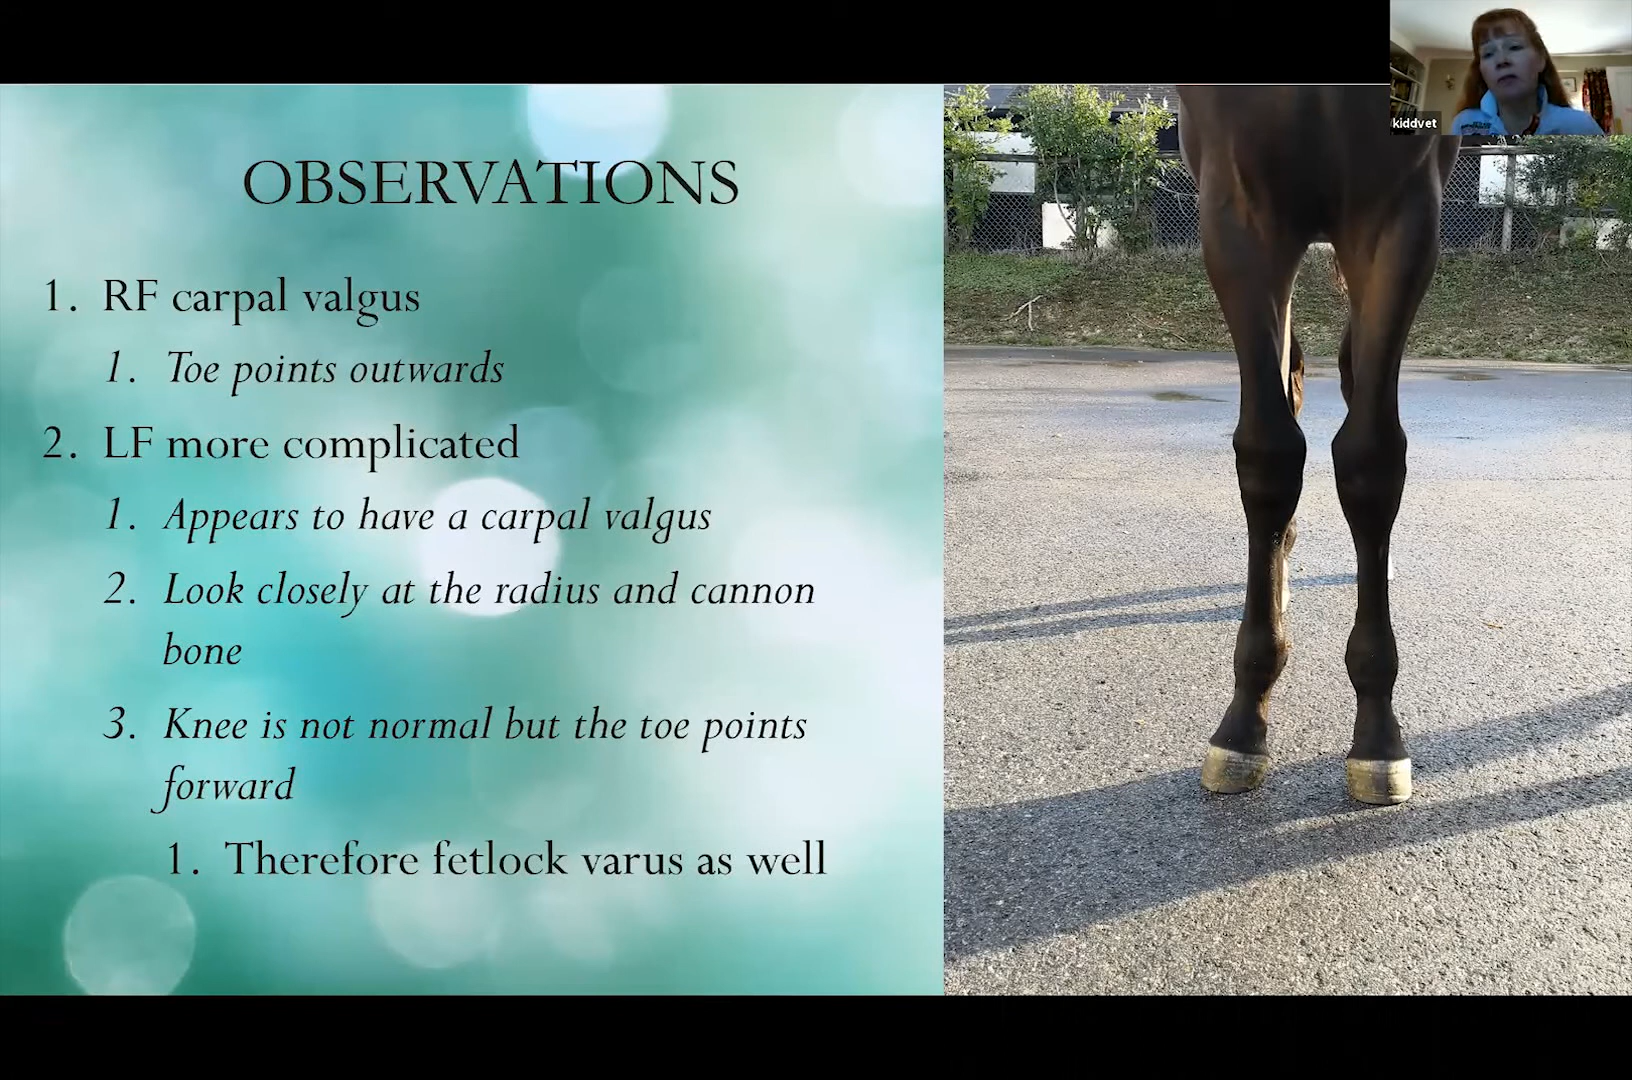 OBSERVATIONS
1. RF carpal valgus
1. Toe points outwards
2. LF more complicated
1. Appears to have a carpal valgus
2. Look closely at the radius and cannon
bone
3. Knee is not normal but the toe points
forward
1. Therefore fetlock varus as well
kiddvet